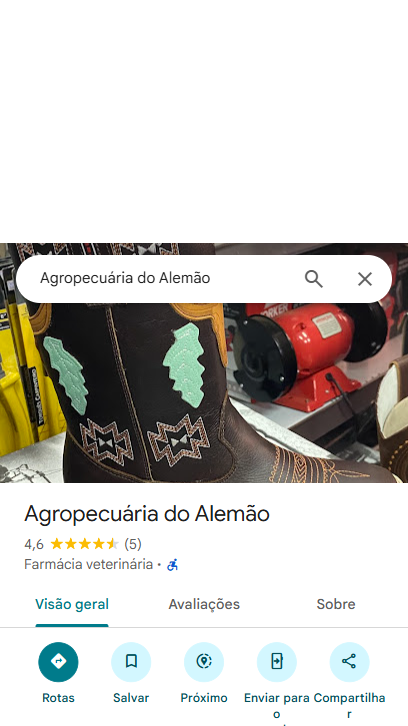 Agropecuária do Alemão
Agropecuária do Alemão
4,6 (5)
Farmácia veterinária ·
Visão geral Avaliações Sobre
Rotas Salvar Próximo Enviar para o Compartilhar